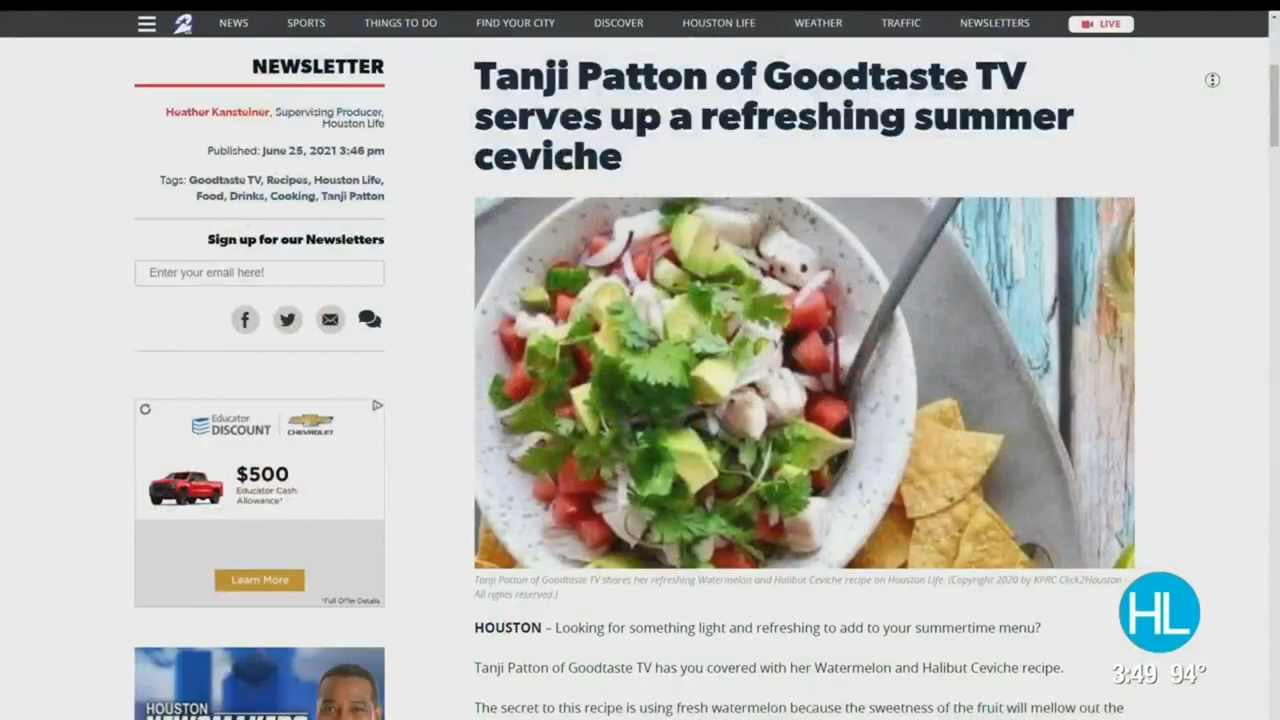 NEWS SPORTS THINGS TO DO FIND YOUR CITY DISCOVER HOUSTON LIFE WEATHER TRAFFIC NEWSLETTERS LIVE
NEWSLETTER
Heather Kansteiner, Supervising Producer,
Houston Life
Published: June 25, 2021 3:46 pm
Tags: Goodtaste TV, Recipes, Houston Life,
Food, Drinks, Cooking, Tanji Patton
Sign up for our Newsletters
Enter your email here!
Educator
DISCOUNT
CHEVROLET
$500
Educator Cash
Allowance*
Learn More
*Full Offer Details
HOUSTON
NEWSMAKERS
Tanji Patton of Goodtaste TV
serves up a refreshing summer
ceviche
Tanji Patton of Goodtaste TV shares her refreshing Watermelon and Halibut Ceviche recipe on Houston Life. (Copyright 2020 by KPRC Click2Houston -
All rights reserved.)
HOUSTON – Looking for something light and refreshing to add to your summertime menu?
Tanji Patton of Goodtaste TV has you covered with her Watermelon and Halibut Ceviche recipe.
The secret to this recipe is using fresh watermelon because the sweetness of the fruit will mellow out the
HL
3:49 94°